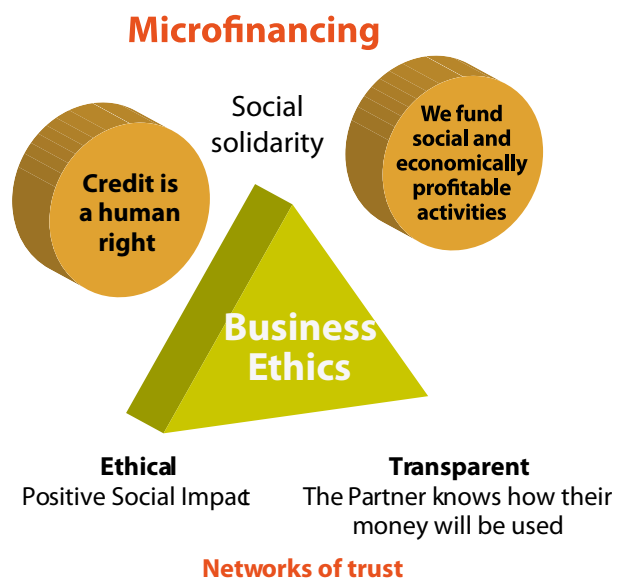 Microfinancing
Social
solidarity
We fund
social and
economically
profitable
activities
Credit is
a human
right
Business
Ethics
Ethical
Positive Social Impact
Transparent
The Partner knows how their
money will be used
Networks of trust